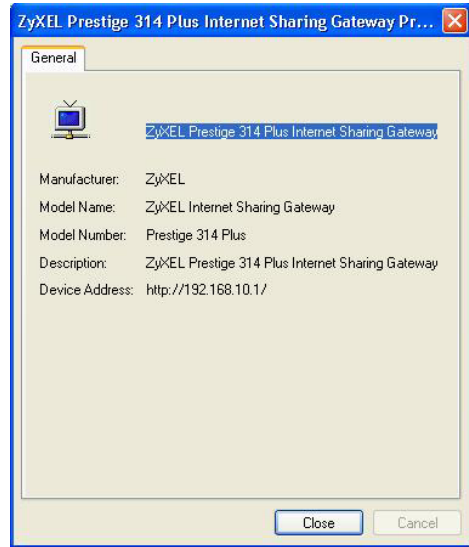 ZyXEL Prestige 314 Plus Internet Sharing Gateway Pr...
General
ZyXEL Prestige 314 Plus Internet Sharing Gateway
Manufacturer: ZyXEL
Model Name: ZyXEL Internet Sharing Gateway
Model Number: Prestige 314 Plus
Description: ZyXEL Prestige 314 Plus Internet Sharing Gateway
Device Address: http://192.168.10.1/
Close Cancel